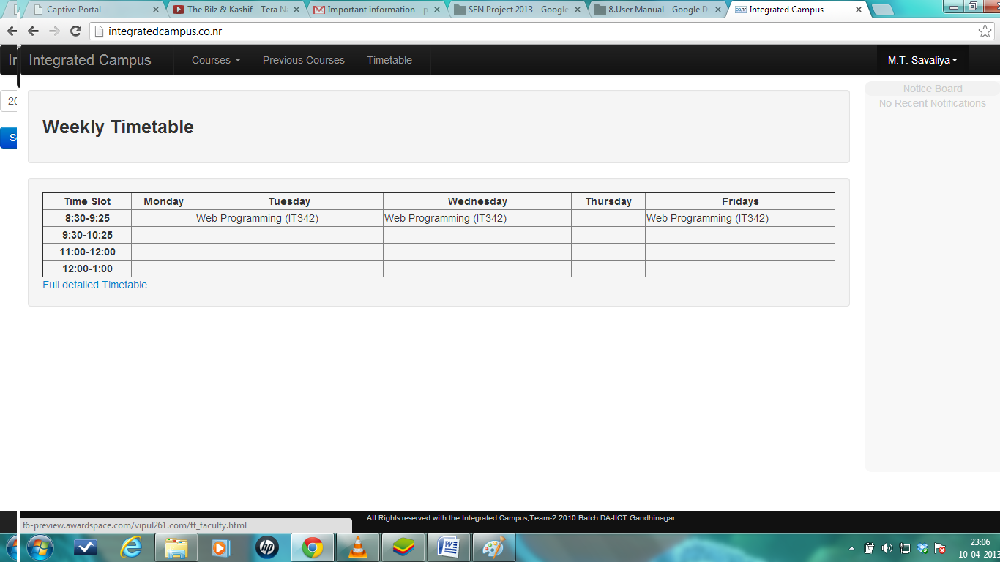 Captive Portal The Bilz & Kashif - Tera N Important information - p SEN Project 2013 - Google 8.User Manual - Google D Integrated Campus
integratedcampus.co.nr
Integrated Campus Courses Previous Courses Timetable M.T. Savaliya
Notice Board
No Recent Notifications
20
Weekly Timetable
Time Slot Monday Tuesday Wednesday Thursday Fridays
8:30-9:25 Web Programming (IT342) Web Programming (IT342) Web Programming (IT342)
9:30-10:25
11:00-12:00
12:00-1:00
Full detailed Timetable
All Rights reserved with the Integrated Campus,Team-2 2010 Batch DA-IICT Gandhinagar
f6-preview.awardspace.com/vipul261.com/tt_faculty.html
23:06
10-04-2013